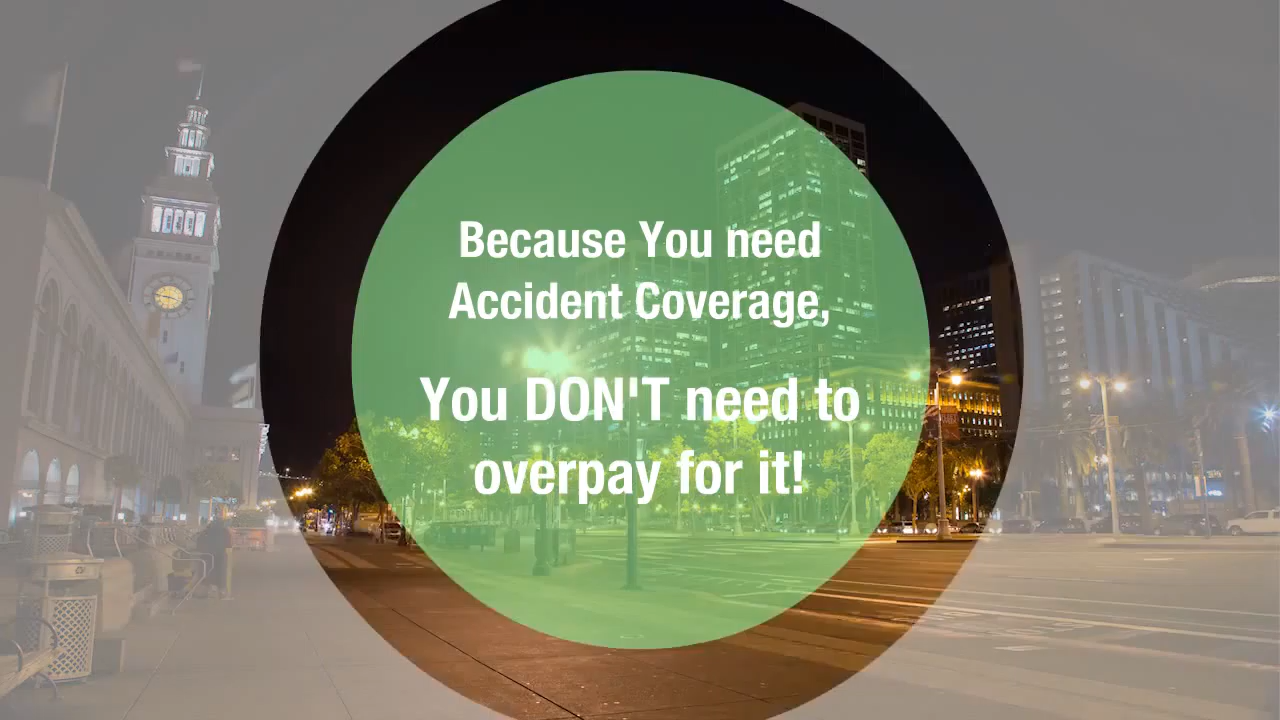 Because You need
Accident Coverage,
You DON'T need to
overpay for it!